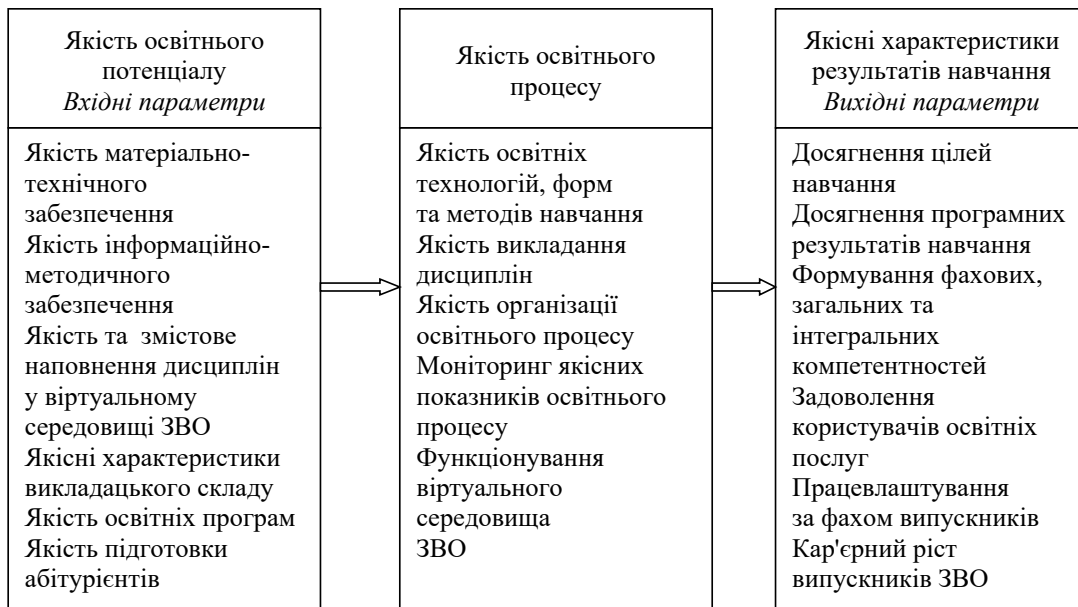 Якість освітнього
потенціалу
Вхідні параметри
Якість матеріально-
технічного
забезпечення
Якість інформаційно-
методичного
забезпечення
Якість та змістове
наповнення дисциплін
у віртуальному
середовищі ЗВО
Якісні характеристики
викладацького складу
Якість освітніх програм
Якість підготовки
абітурієнтів
Якість освітнього
процесу
Якість освітніх
технологій, форм
та методів навчання
Якість викладання
дисциплін
Якість організації
освітнього процесу
Моніторинг якісних
показників освітнього
процесу
Функціонування
віртуального
середовища
ЗВО
Якісні характеристики
результатів навчання
Вихідні параметри
Досягнення цілей
навчання
Досягнення програмних
результатів навчання
Формування фахових,
загальних та
інтегральних
компетентностей
Задоволення
користувачів освітніх
послуг
Працевлаштування
за фахом випускників
Кар'єрний ріст
випускників ЗВО